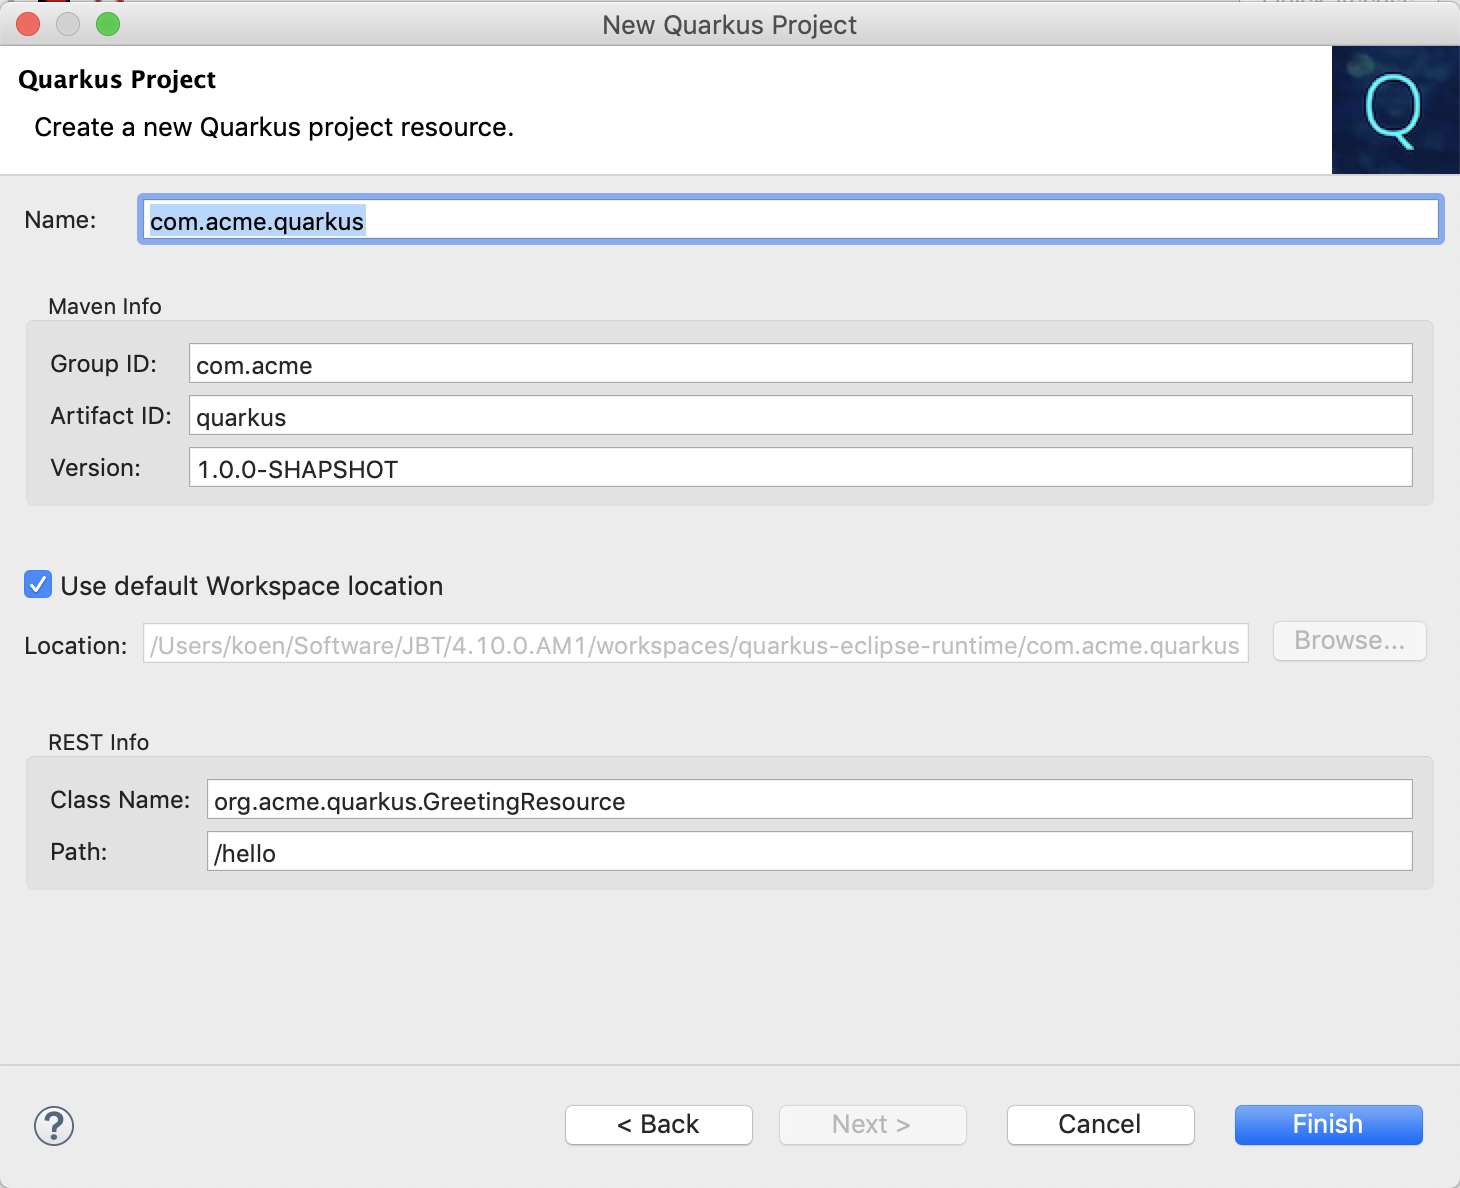 New Quarkus Project
Quarkus Project
Create a new Quarkus project resource.
Q
Name: com.acme.quarkus
Maven Info
Group ID: com.acme
Artifact ID: quarkus
Version: 1.0.0-SHAPSHOT
Use default Workspace location
Location: /Users/koen/Software/JBT/4.10.0.AM1/workspaces/quarkus-eclipse-runtime/com.acme.quarkus Browse...
REST Info
Class Name: org.acme.quarkus.GreetingResource
Path: /hello
? < Back Next > Cancel Finish